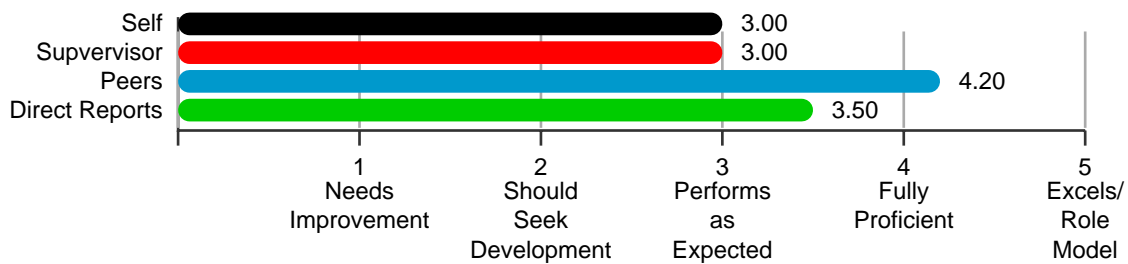 Self 3.00
Supvervisor 3.00
Peers 4.20
Direct Reports 3.50
1 2 3 4 5
Needs Should Performs Fully Excels/
Improvement Seek as Proficient Role
Development Expected Model